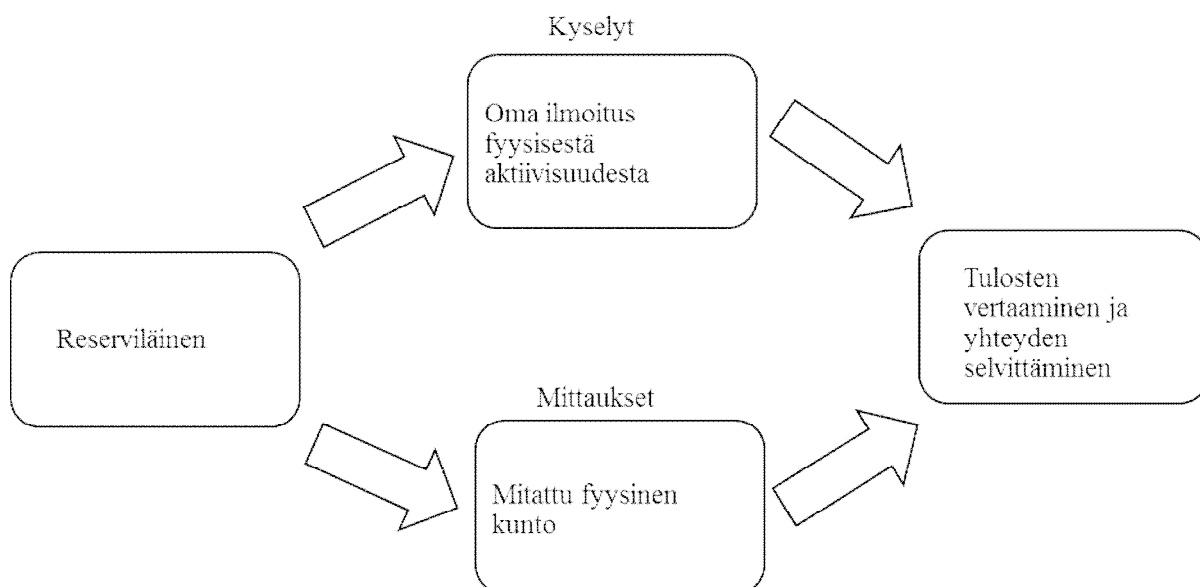 Kyselyt
Oma ilmoitus
fyysisestä
aktiivisuudesta
Reserviläinen
Tulosten
vertaaminen ja
yhteyden
selvittäminen
Mittaukset
Mitattu fyysinen
kunto